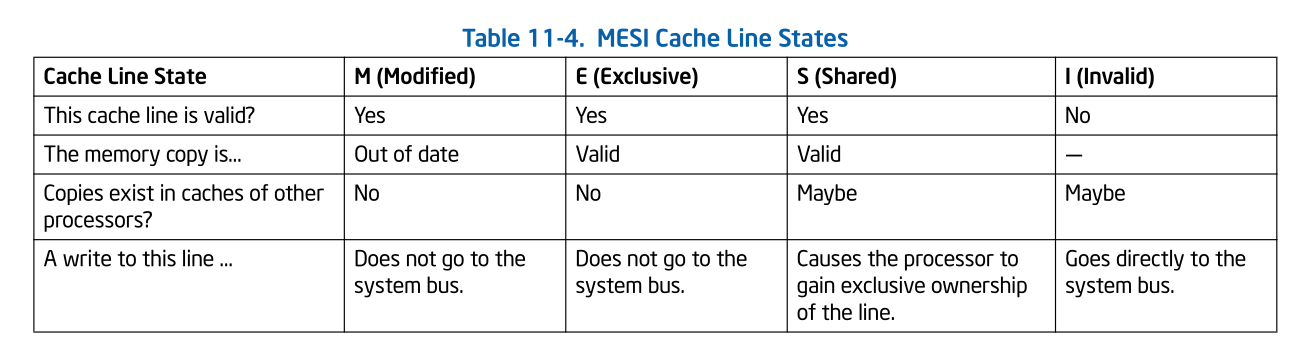 Table 11-4. MESI Cache Line States
Cache Line State M (Modified) E (Exclusive) S (Shared) I (Invalid)
This cache line is valid? Yes Yes Yes No
The memory copy is... Out of date Valid Valid —
Copies exist in caches of other No No Maybe Maybe
processors?
A write to this line ... Does not go to the Does not go to the Causes the processor to Goes directly to the
system bus. system bus. gain exclusive ownership system bus.
of the line.